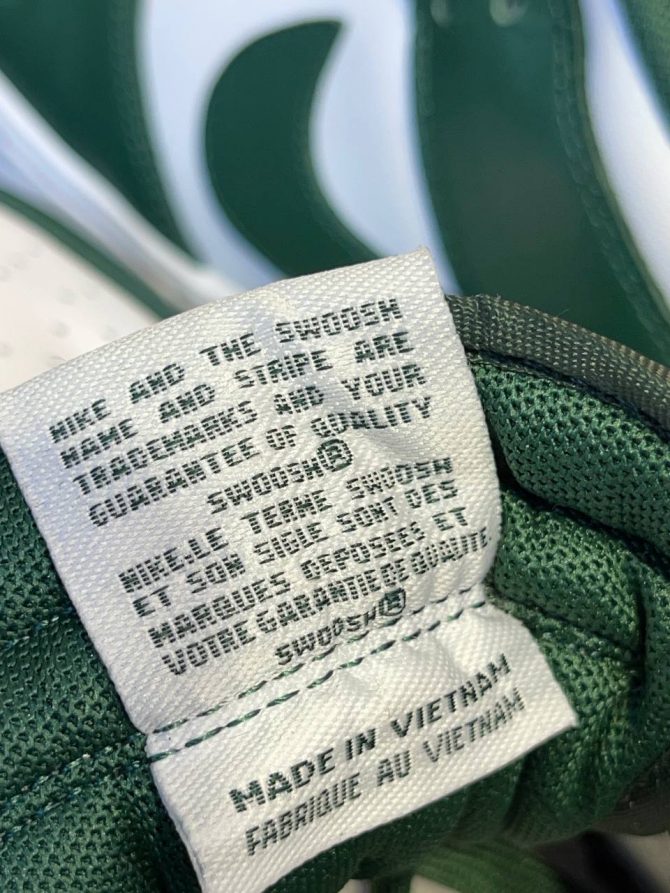 NIKE AND THE SWOOSH
NAME AND STRIPE ARE
TRADEMARKS AND YOUR
GUARANTEE OF QUALITY
SWOOSH®
NIKE.LE TERME SWOOSH
ET SON SIGLE SONT DES
MARQUES DEPOSEES ET
VOTRE GARANTIE DE QUALITE
SWOOSH®
MADE IN VIETNAM
FABRIQUE AU VIETNAM